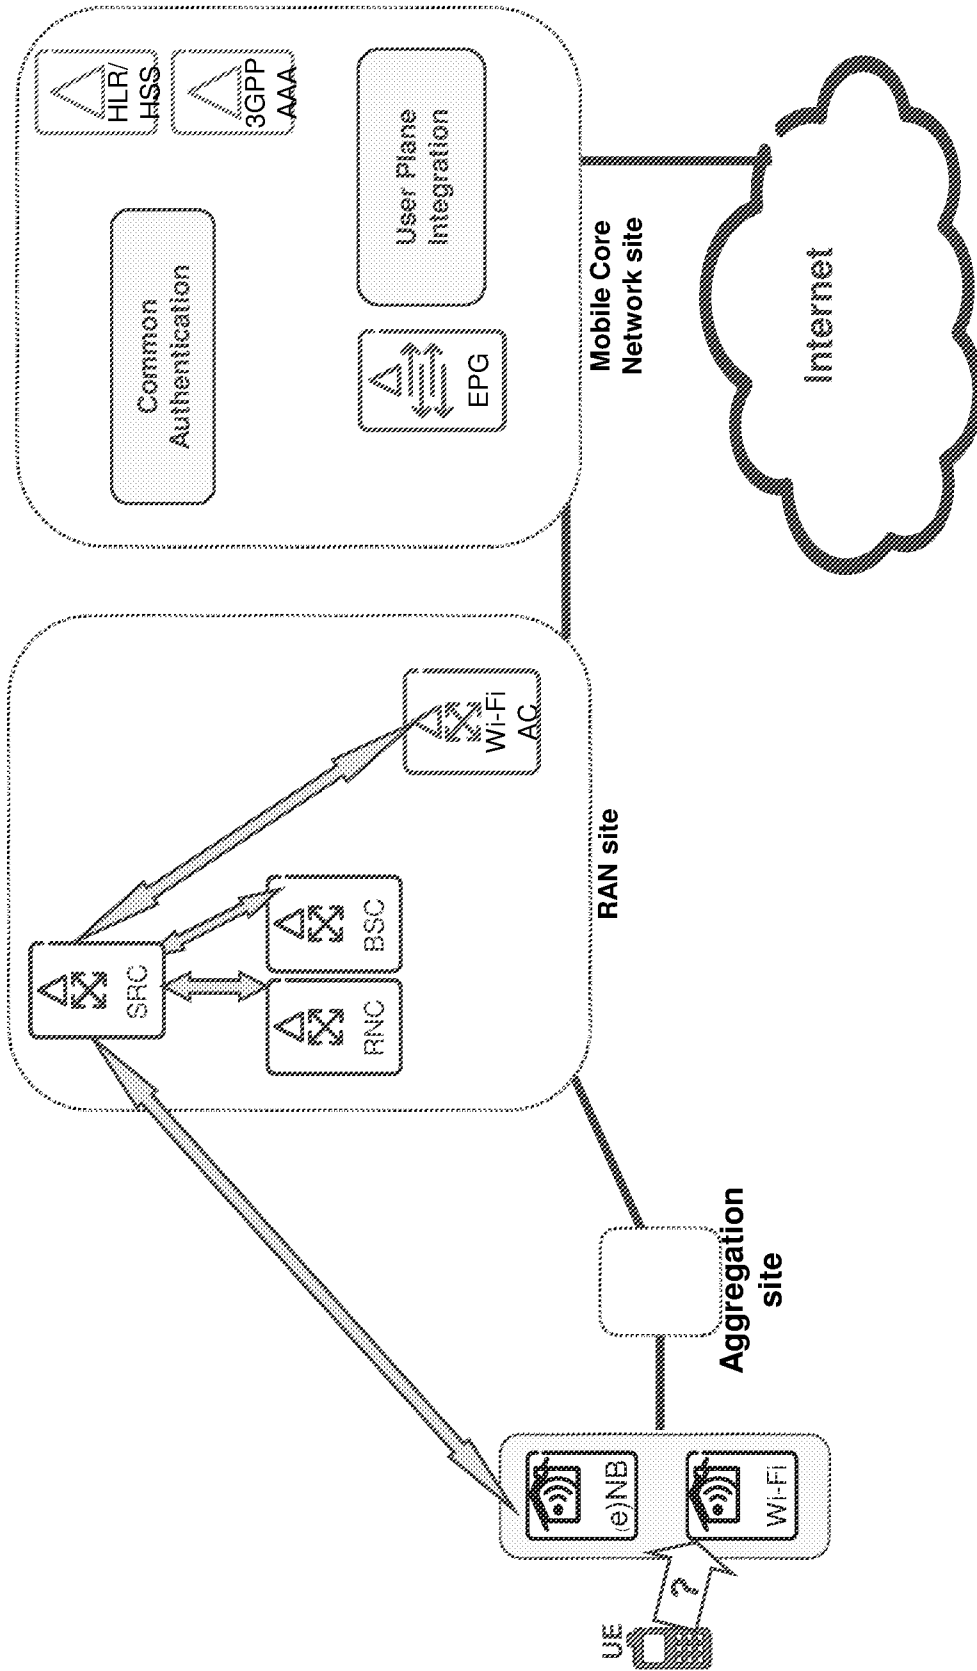 UE
?
(e)NB
Wi-Fi
Aggregation
site
SRC
RNC
BSC
Wi-Fi
AC
RAN site
Common
Authentication
HLR/
HSS
3GPP
AAA
EPG
User Plane
Integration
Mobile Core
Network site
Internet